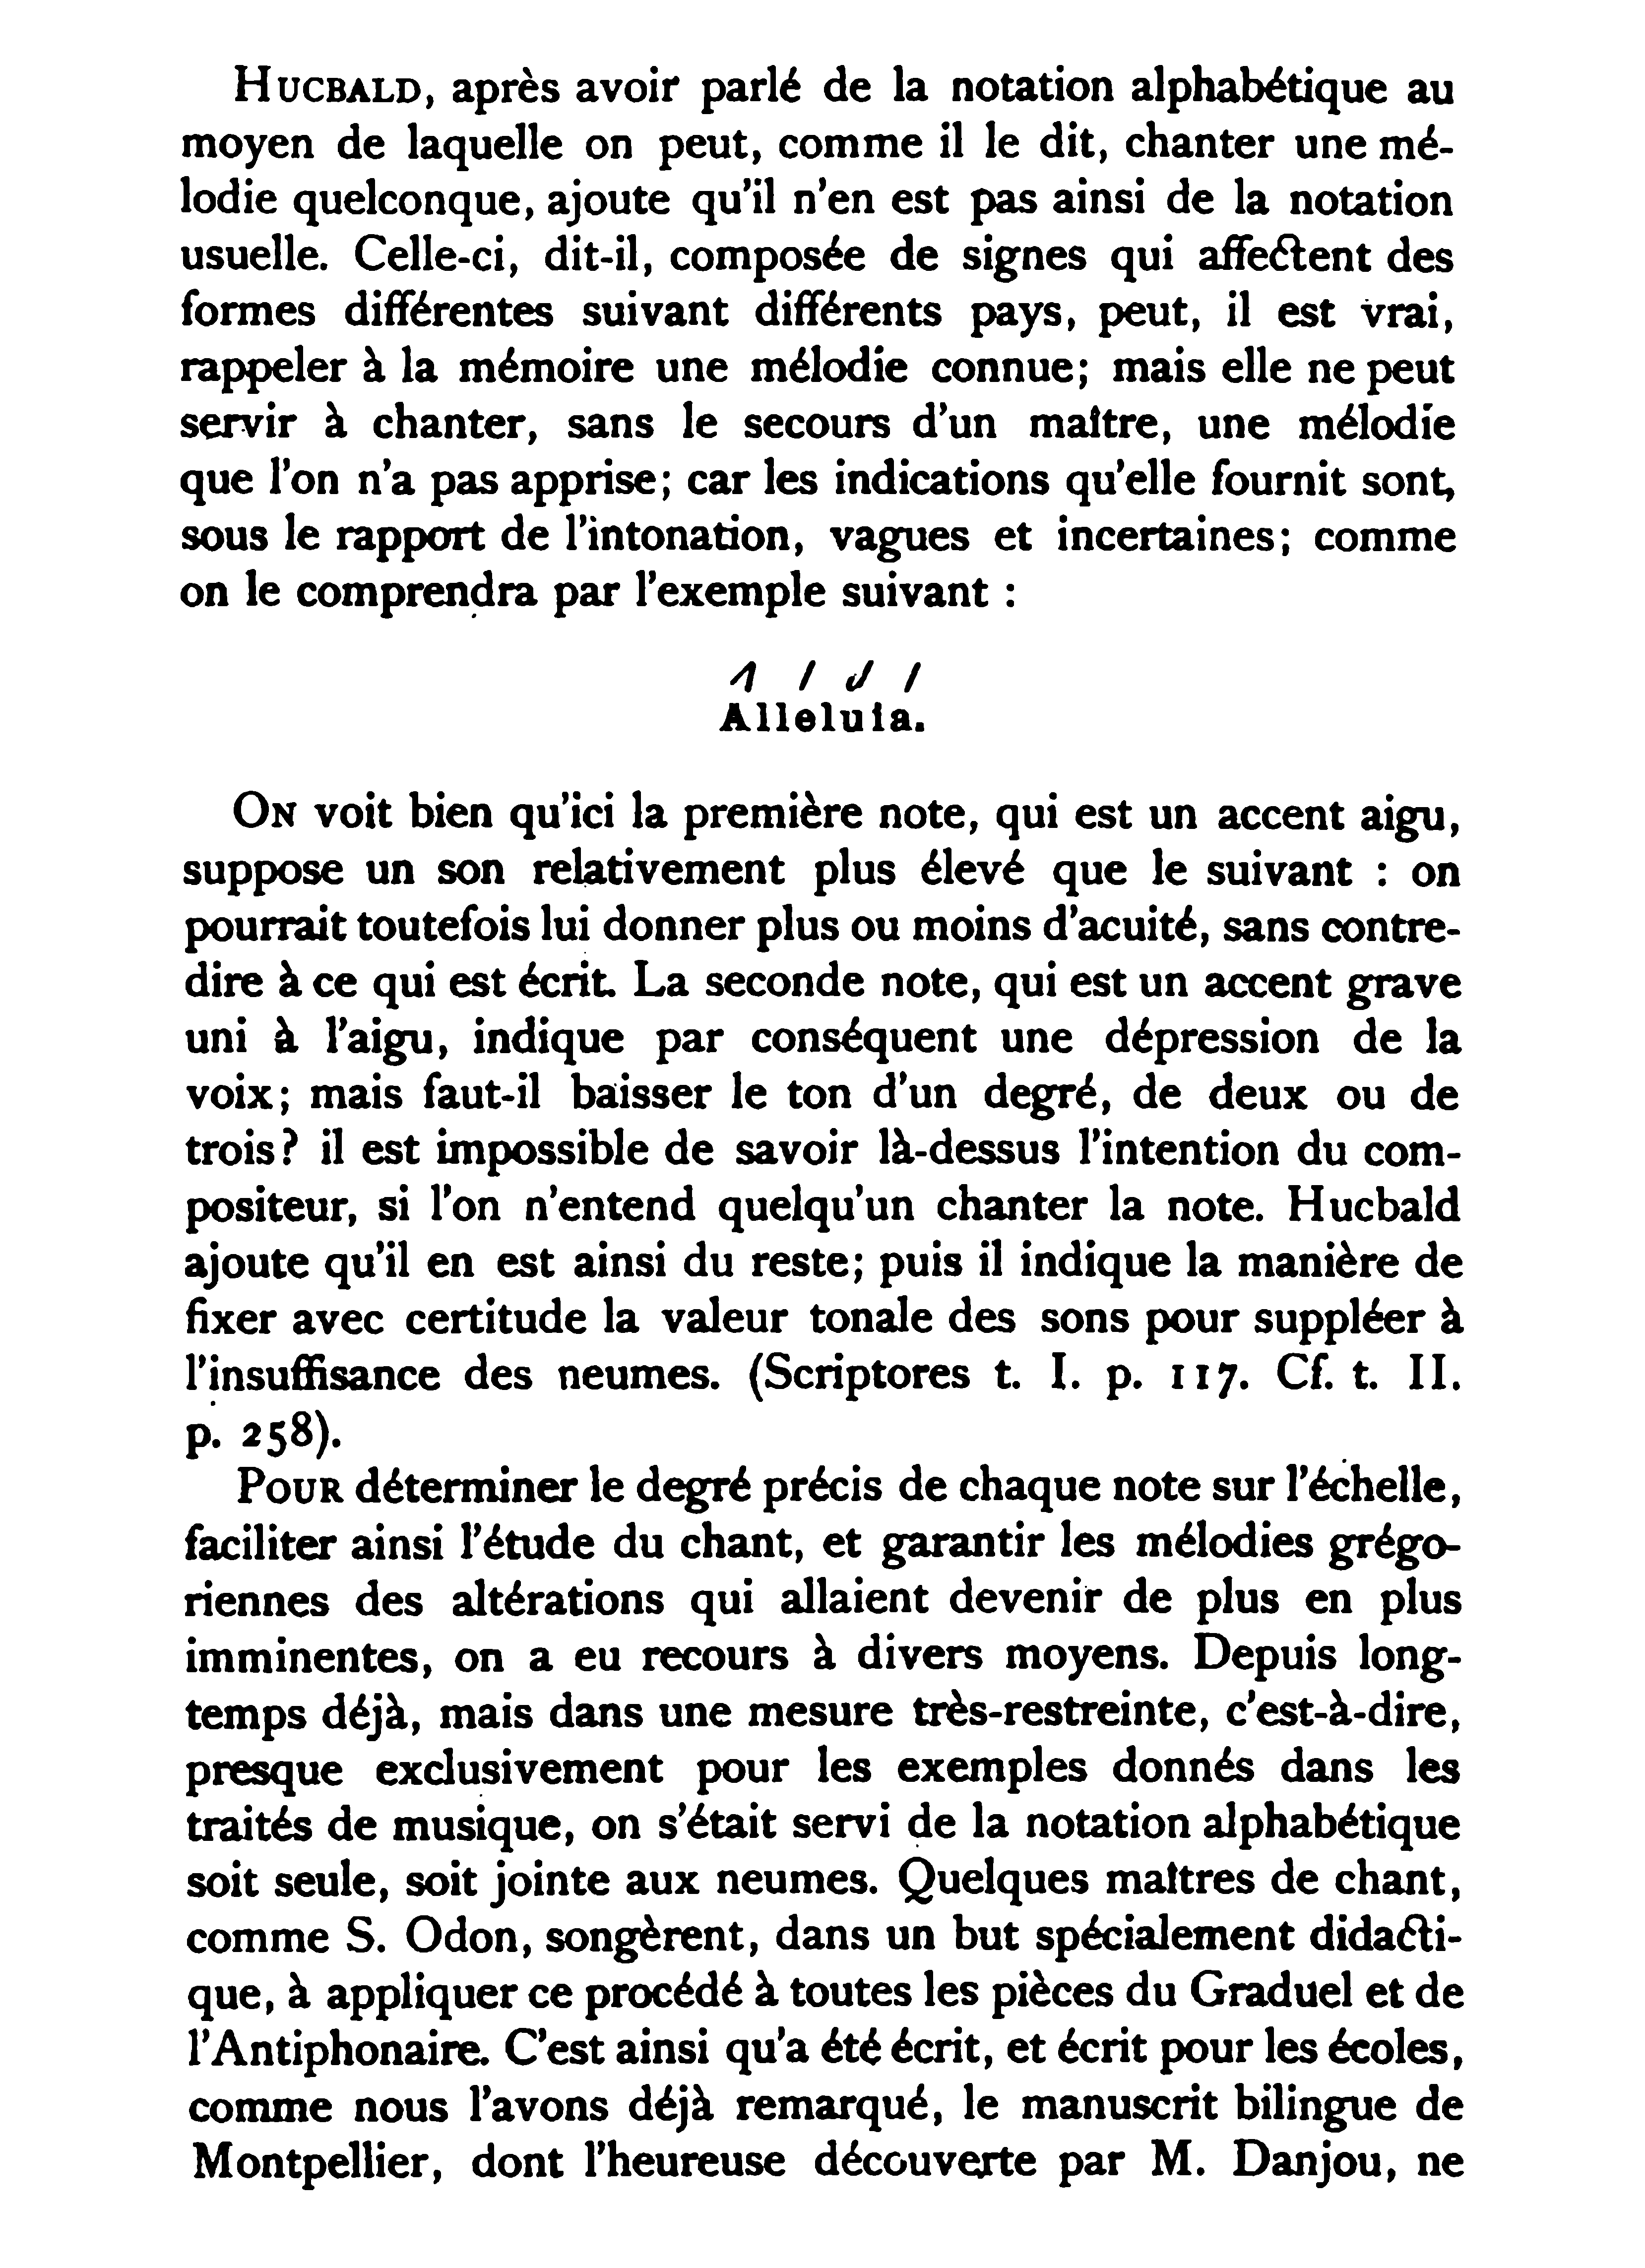 HUCBALD, après avoir parlé de la notation alphabétique au
moyen de laquelle on peut, comme il le dit, chanter une mé-
lodie quelconque, ajoute qu'il n'en est pas ainsi de la notation
usuelle. Celle-ci, dit-il, composée de signes qui affectent des
formes différentes suivant différents pays, peut, il est vrai,
rappeler à la mémoire une mélodie connue; mais elle ne peut
servir à chanter, sans le secours d'un maître, une mélodie
que l'on n'a pas apprise; car les indications qu'elle fournit sont,
sous le rapport de l'intonation, vagues et incertaines; comme
on le comprendra par l'exemple suivant :
Alleluia.
ON voit bien qu'ici la première note, qui est un accent aigu,
suppose un son relativement plus élevé que le suivant : on
pourrait toutefois lui donner plus ou moins d'acuité, sans contre-
dire à ce qui est écrit. La seconde note, qui est un accent grave
uni à l'aigu, indique par conséquent une dépression de la
voix; mais faut-il baisser le ton d'un degré, de deux ou de
trois? il est impossible de savoir là-dessus l'intention du com-
positeur, si l'on n'entend quelqu'un chanter la note. Hucbald
ajoute qu'il en est ainsi du reste; puis il indique la manière de
fixer avec certitude la valeur tonale des sons pour suppléer à
l'insuffisance des neumes. (Scriptores t. I. p. 117. Cf. t. II.
p. 258).
POUR déterminer le degré précis de chaque note sur l'échelle,
faciliter ainsi l'étude du chant, et garantir les mélodies grégo-
riennes des altérations qui allaient devenir de plus en plus
imminentes, on a eu recours à divers moyens. Depuis long-
temps déjà, mais dans une mesure très-restreinte, c'est-à-dire,
presque exclusivement pour les exemples donnés dans les
traités de musique, on s'était servi de la notation alphabétique
soit seule, soit jointe aux neumes. Quelques maîtres de chant,
comme S. Odon, songèrent, dans un but spécialement didacti-
que, à appliquer ce procédé à toutes les pièces du Graduel et de
l'Antiphonaire. C'est ainsi qu'a été écrit, et écrit pour les écoles,
comme nous l'avons déjà remarqué, le manuscrit bilingue de
Montpellier, dont l'heureuse découverte par M. Danjou, ne